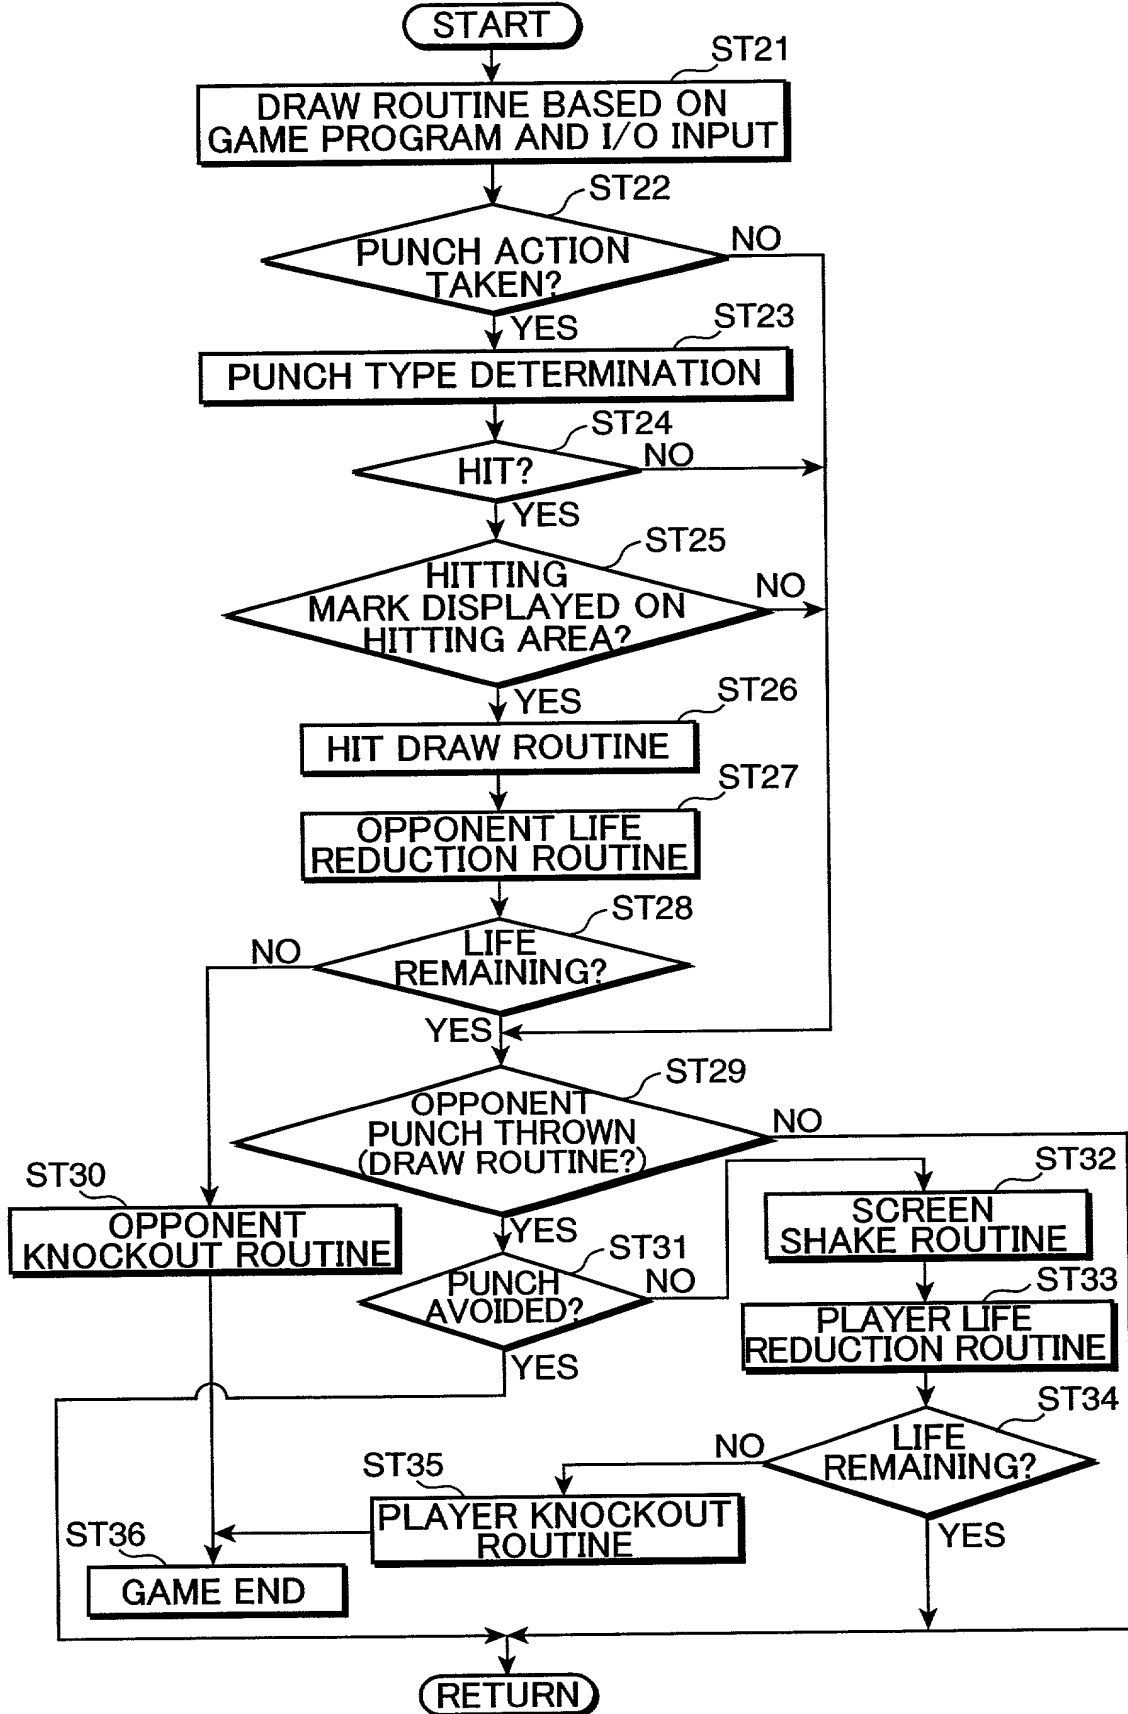 START
ST21
DRAW ROUTINE BASED ON
GAME PROGRAM AND I/O INPUT
ST22
PUNCH ACTION
TAKEN?
NO
YES
ST23
PUNCH TYPE DETERMINATION
ST24
HIT?
NO
YES
ST25
HITTING
MARK DISPLAYED ON
HITTING AREA?
NO
YES
ST26
HIT DRAW ROUTINE
ST27
OPPONENT LIFE
REDUCTION ROUTINE
ST28
LIFE
REMAINING?
NO
YES
ST29
OPPONENT
PUNCH THROWN
(DRAW ROUTINE?)
NO
YES
ST30
OPPONENT
KNOCKOUT ROUTINE
ST31
PUNCH
AVOIDED?
NO
YES
ST32
SCREEN
SHAKE ROUTINE
ST33
PLAYER LIFE
REDUCTION ROUTINE
ST34
LIFE
REMAINING?
NO
YES
ST35
PLAYER KNOCKOUT
ROUTINE
ST36
GAME END
RETURN